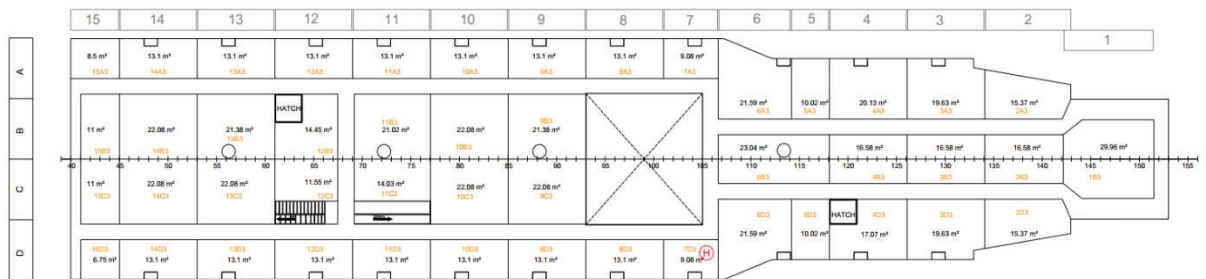 15 14 13 12 11 10 9 8 7 6 5 4 3 2
1
A
8.5 m² 13.1 m² 13.1 m² 13.1 m² 13.1 m² 13.1 m² 13.1 m² 13.1 m² 9.08 m²
15A3 14A3 13A3 12A3 11A3 10A3 9A3 8A3 7A3
21.59 m² 10.02 m² 20.13 m² 19.63 m² 15.37 m²
6A3 5A3 4A3 3A3 2A3
HATCH
B
11B3 9B3
11 m² 22.08 m² 21.38 m² 14.45 m² 21.02 m² 22.08 m² 21.38 m²
13B3
15B3 14B3 12B3 10B3
23.04 m² 16.58 m² 16.58 m² 16.58 m² 29.96 m²
40 45 50 55 60 65 70 75 80 85 90 95 100 105 110 115 120 125 130 135 140 145 150 155
6B3 4B3 3B3 2B3 1B3
C
11 m² 22.08 m² 22.08 m² 11.55 m² 14.03 m² 22.08 m² 22.08 m²
15C3 14C3 13C3 12C3 11C3 10C3 9C3
6D3 5D3 HATCH 4D3 3D3 2D3
21.59 m² 10.02 m² 17.07 m² 19.63 m² 15.37 m²
D
15D3 14D3 13D3 12D3 11D3 10D3 9D3 8D3 7D3 H
6.75 m² 13.1 m² 13.1 m² 13.1 m² 13.1 m² 13.1 m² 13.1 m² 13.1 m² 9.08 m²